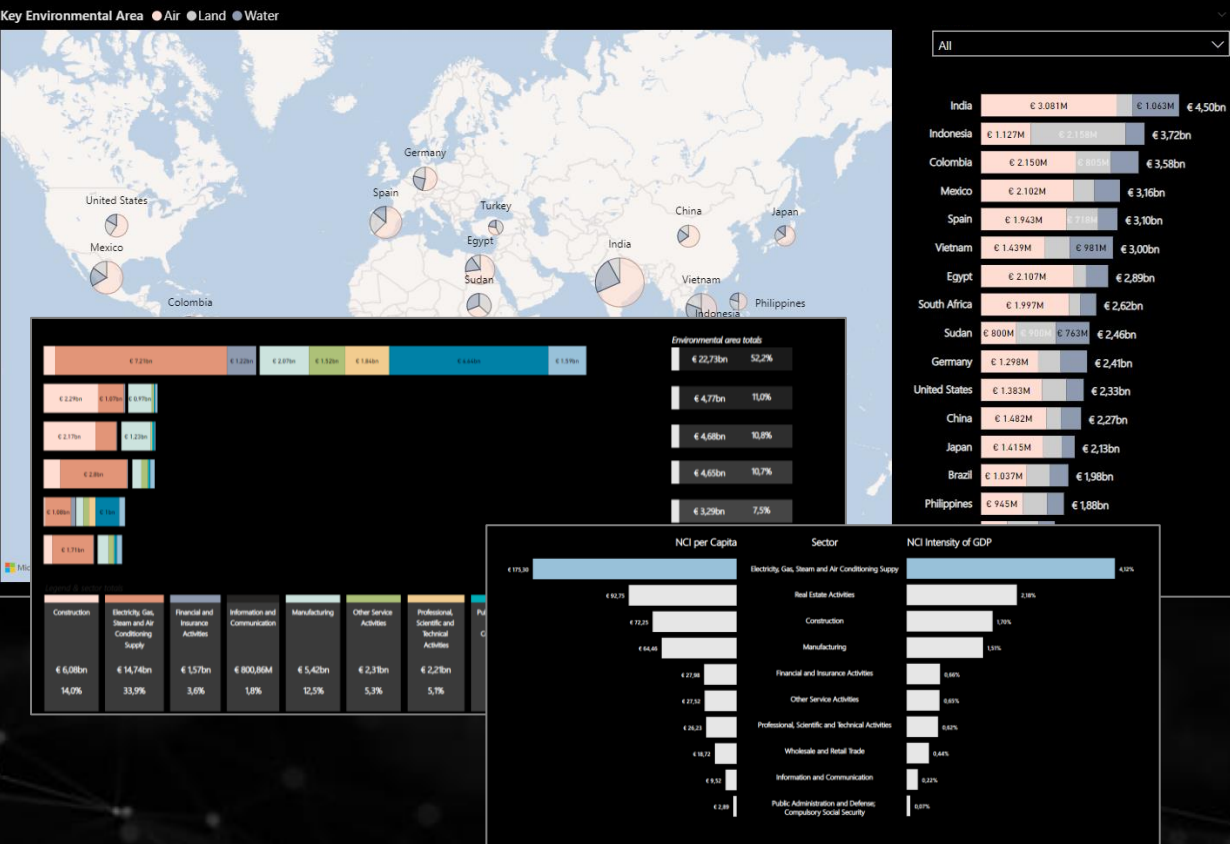 Key Environmental Area Air Land Water
All
Germany
United States
Spain
Turkey
China
Japan
Mexico
Egypt
India
Sudan
Vietnam
Colombia
Philippines
Indonesia
India € 3.081M € 1.063M € 4,50bn
Indonesia € 1.127M € 2.158M € 3,72bn
Colombia € 2.150M € 805M € 3,58bn
Mexico € 2.102M € 3,16bn
Spain € 1.943M € 718M € 3,10bn
Vietnam € 1.439M € 981M € 3,00bn
Egypt € 2.107M € 2,89bn
South Africa € 1.997M € 2,62bn
Sudan € 800M € 900M € 763M € 2,46bn
Germany € 1.298M € 2,41bn
United States € 1.383M € 2,33bn
China € 1.482M € 2,27bn
Japan € 1.415M € 2,13bn
Brazil € 1.037M € 1,98bn
Philippines € 945M € 1,88bn
Mic
Environmental area totals
€ 7.21bn € 1.22bn € 2.07bn € 1.52bn € 1.84bn € 1.59bn
€ 22,73bn 52,2%
€ 2.29bn € 1.07bn € 0.97bn
€ 4,77bn 11,0%
€ 2.17bn € 1.23bn
€ 4,68bn 10,8%
€ 2.8bn
€ 4,65bn 10,7%
€ 1.08bn € 1bn
€ 3,29bn 7,5%
€ 1.71bn
Legend & sector totals
Construction
€ 6,08bn
14,0%
Electricity, Gas,
Steam and Air
Conditioning
Supply
€ 14,74bn
33,9%
Financial and
Insurance
Activities
€ 1,57bn
3,6%
Information and
Communication
€ 800,86M
1,8%
Manufacturing
€ 5,42bn
12,5%
Other Service
Activities
€ 2,31bn
5,3%
Professional,
Scientific and
Technical
Activities
€ 2,21bn
5,1%
NCI per Capita Sector NCI Intensity of GDP
€ 175,30 Electricity, Gas, Steam and Air Conditioning Suppy 4,12%
€ 92,75 Real Estate Activities 2,18%
€ 72,25 Construction 1,70%
€ 64,46 Manufacturing 1,51%
€ 27,98 Financial and Insurance Activities 0,66%
€ 27,52 Other Service Activities 0,65%
€ 26,23 Professional, Scientific and Technical Activities 0,62%
€ 18,72 Wholesale and Retail Trade 0,44%
€ 9,52 Information and Communication 0,22%
€ 2,89 Public Administration and Defense;
Compulsory Social Security 0,07%